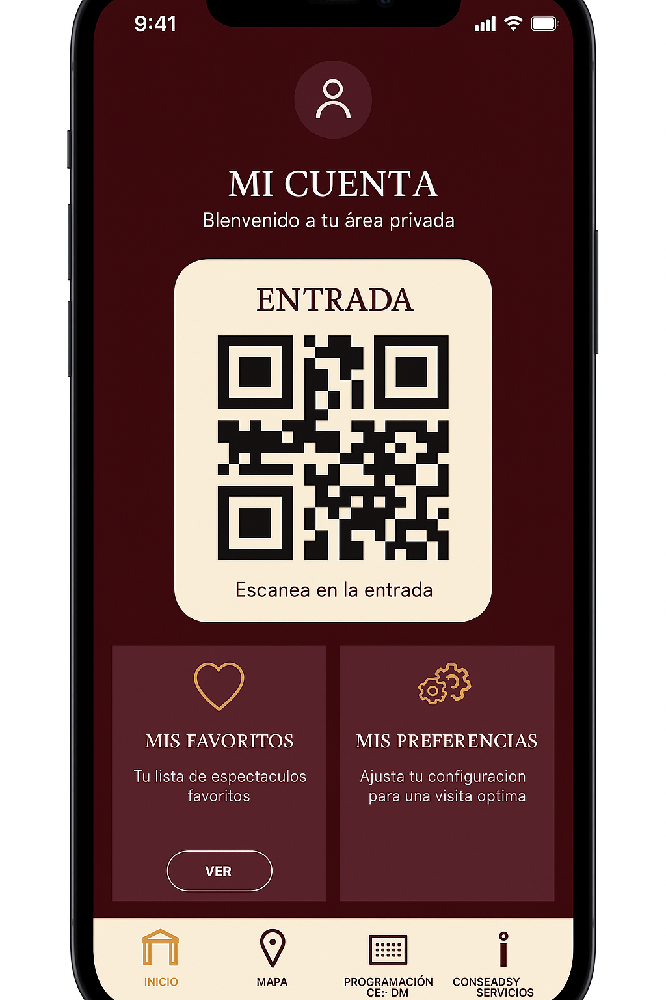 9:41
MI CUENTA
Blenvenido a tu área privada
ENTRADA
Escanea en la entrada
MIS FAVORITOS
Tu lista de espectaculos
favoritos
VER
MIS PREFERENCIAS
Ajusta tu configuracion
para una visita optima
INICIO
MAPA
PROGRAMACIÓN
CE:· DM
CONSEADSY
SERVICIOS